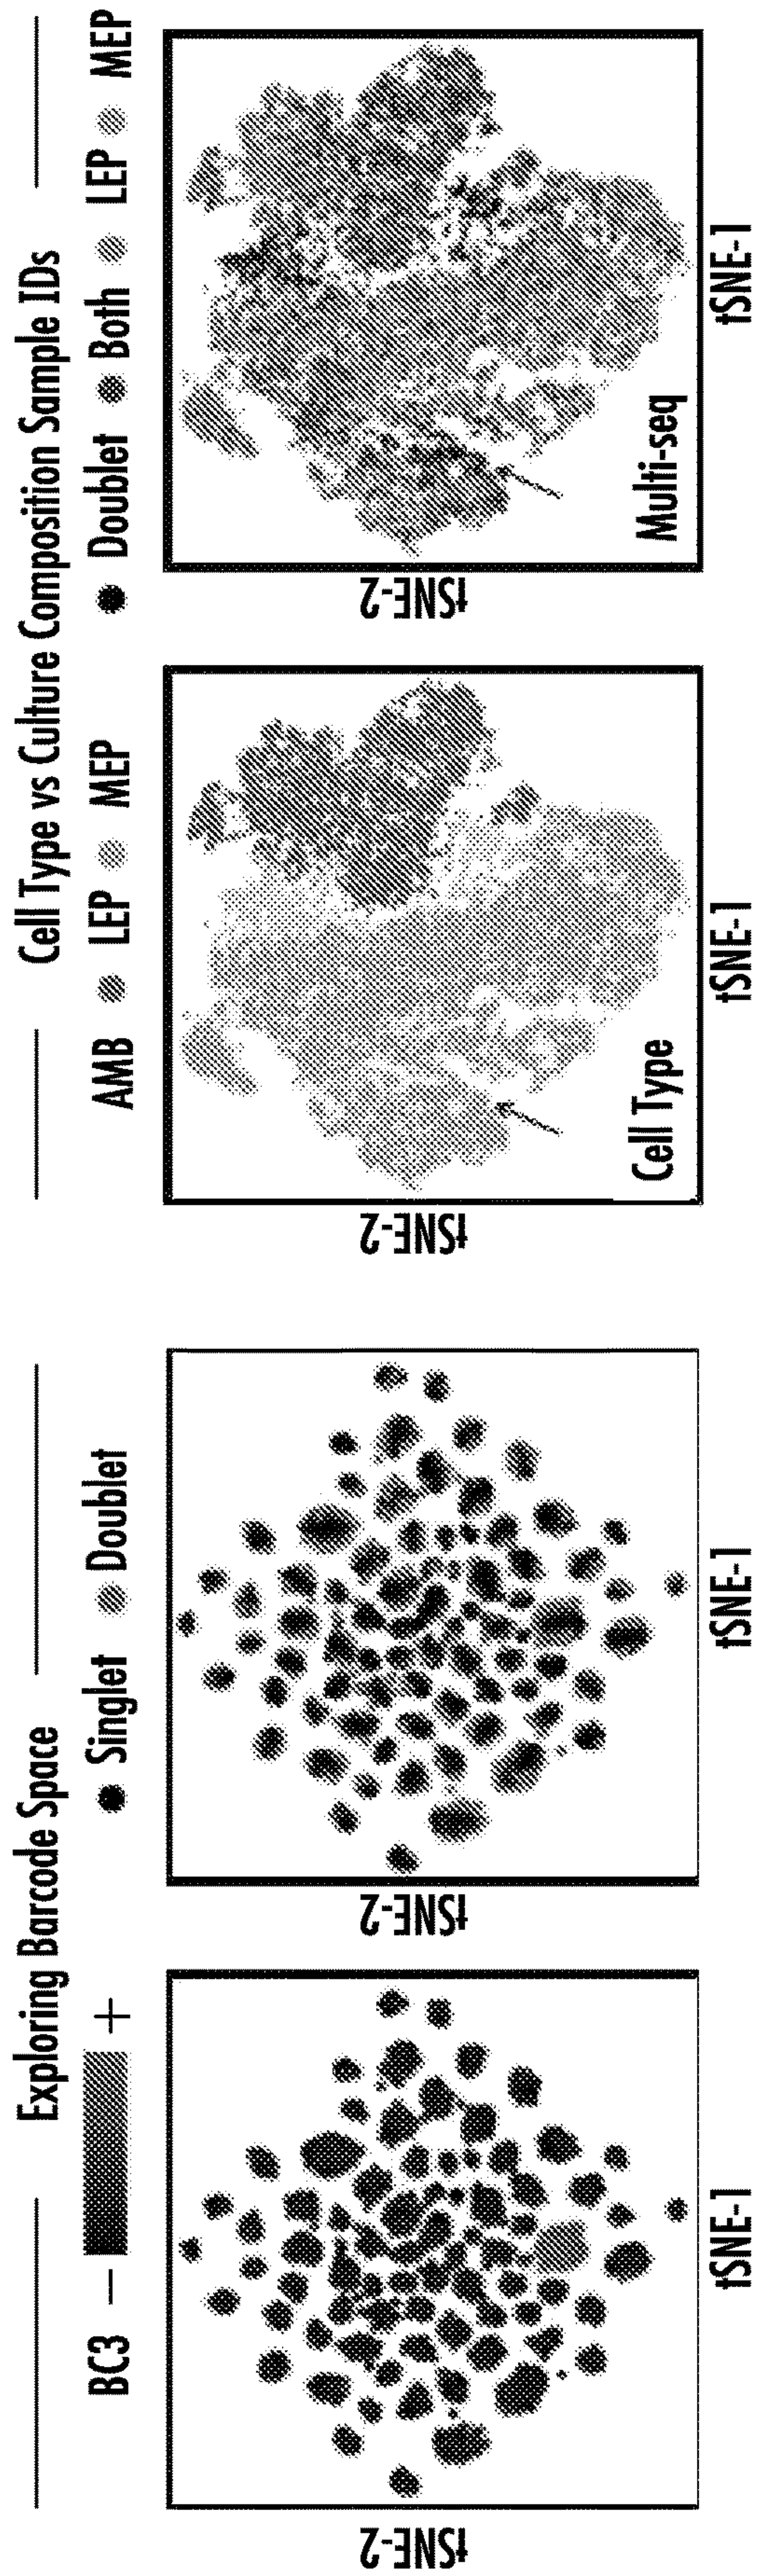 Exploring Barcode Space
BC3 – +
Singlet Doublet
tSNE-2
tSNE-1
tSNE-2
tSNE-1
Cell Type vs Culture Composition Sample IDs
AMB LEP MEP
Doublet Both LEP MEP
tSNE-2
Cell Type
tSNE-1
tSNE-2
Multi-seq
tSNE-1